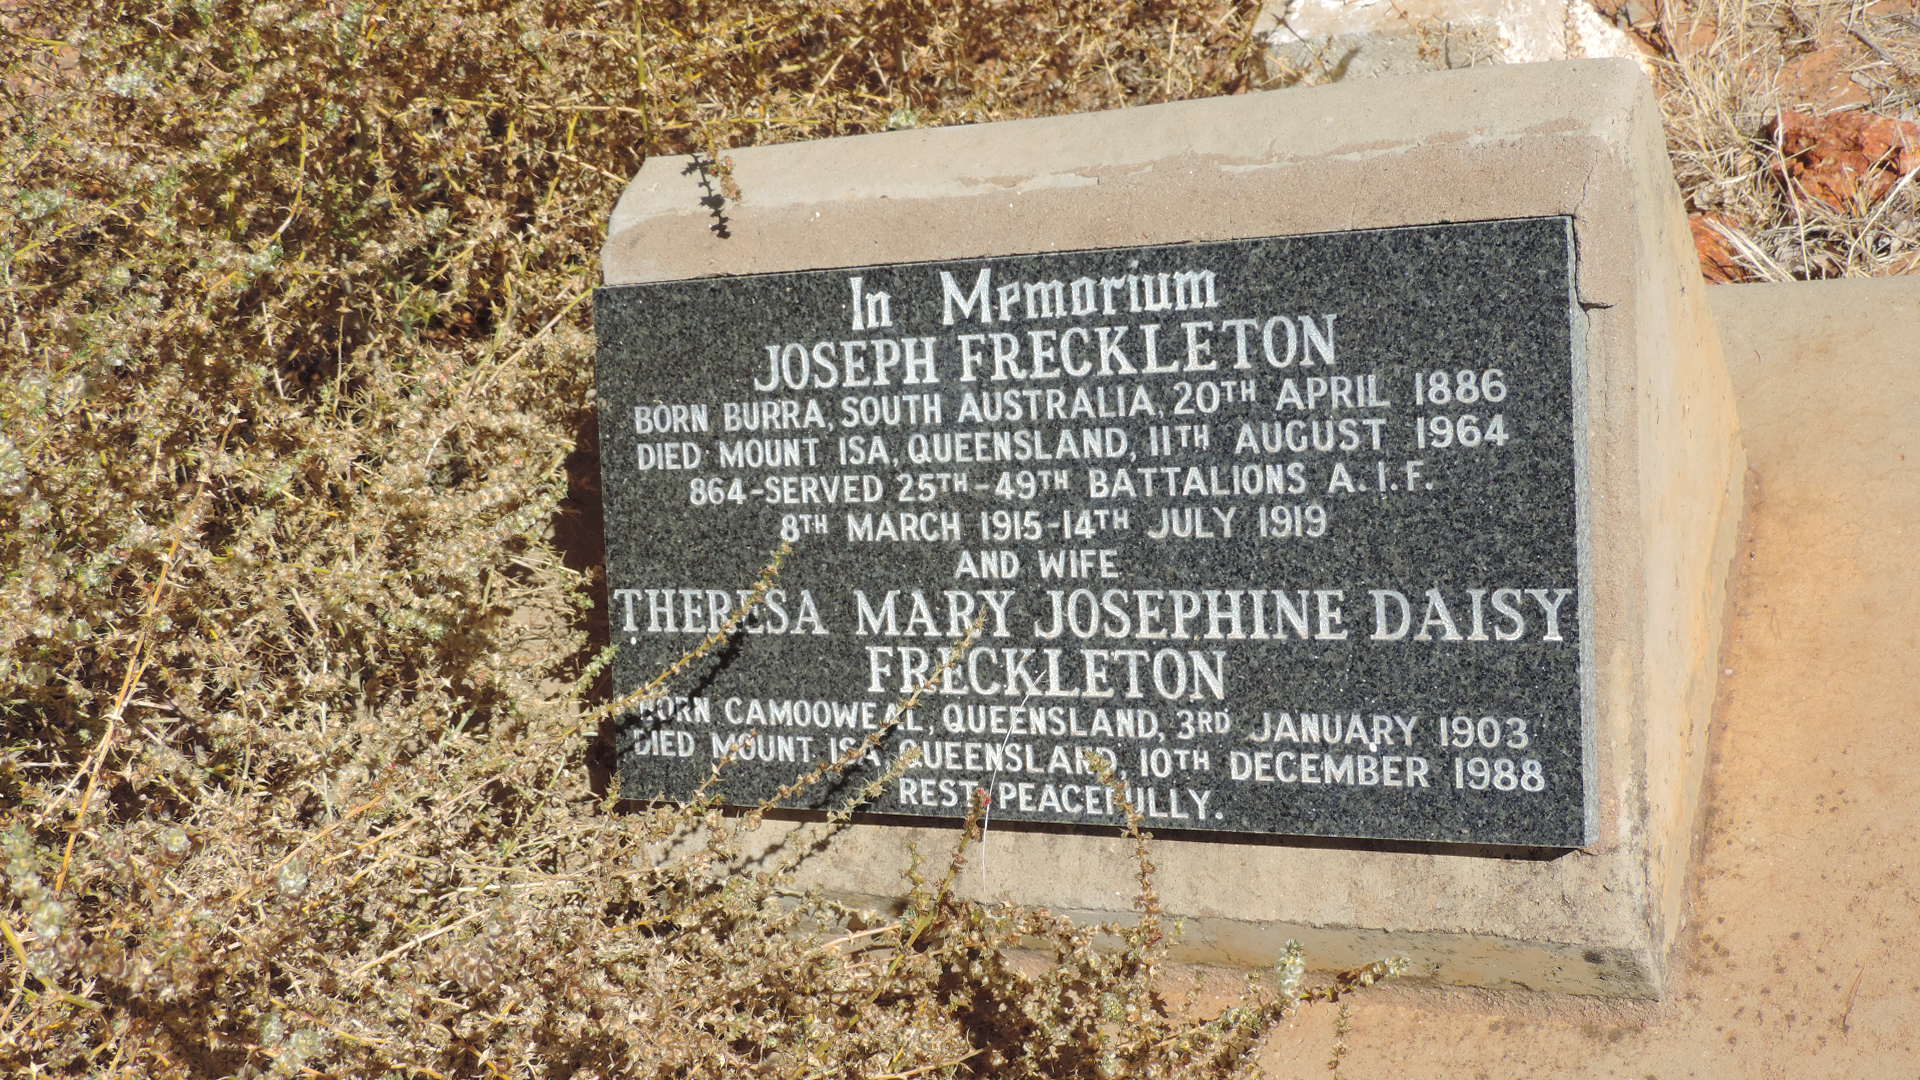 In Memorium
JOSEPH FRECKLETON
BORN BURRA, SOUTH AUSTRALIA, 20TH APRIL 1886
DIED MOUNT ISA, QUEENSLAND, 11TH AUGUST 1964
864-SERVED 25TH-49TH BATTALIONS A.I.F.
8TH MARCH 1915-14TH JULY 1919
AND WIFE
THERESA MARY JOSEPHINE DAISY
FRECKLETON
BORN CAMOOWEAL, QUEENSLAND, 3RD JANUARY 1903
DIED MOUNT ISA, QUEENSLAND, 10TH DECEMBER 1988
REST PEACEFULLY.